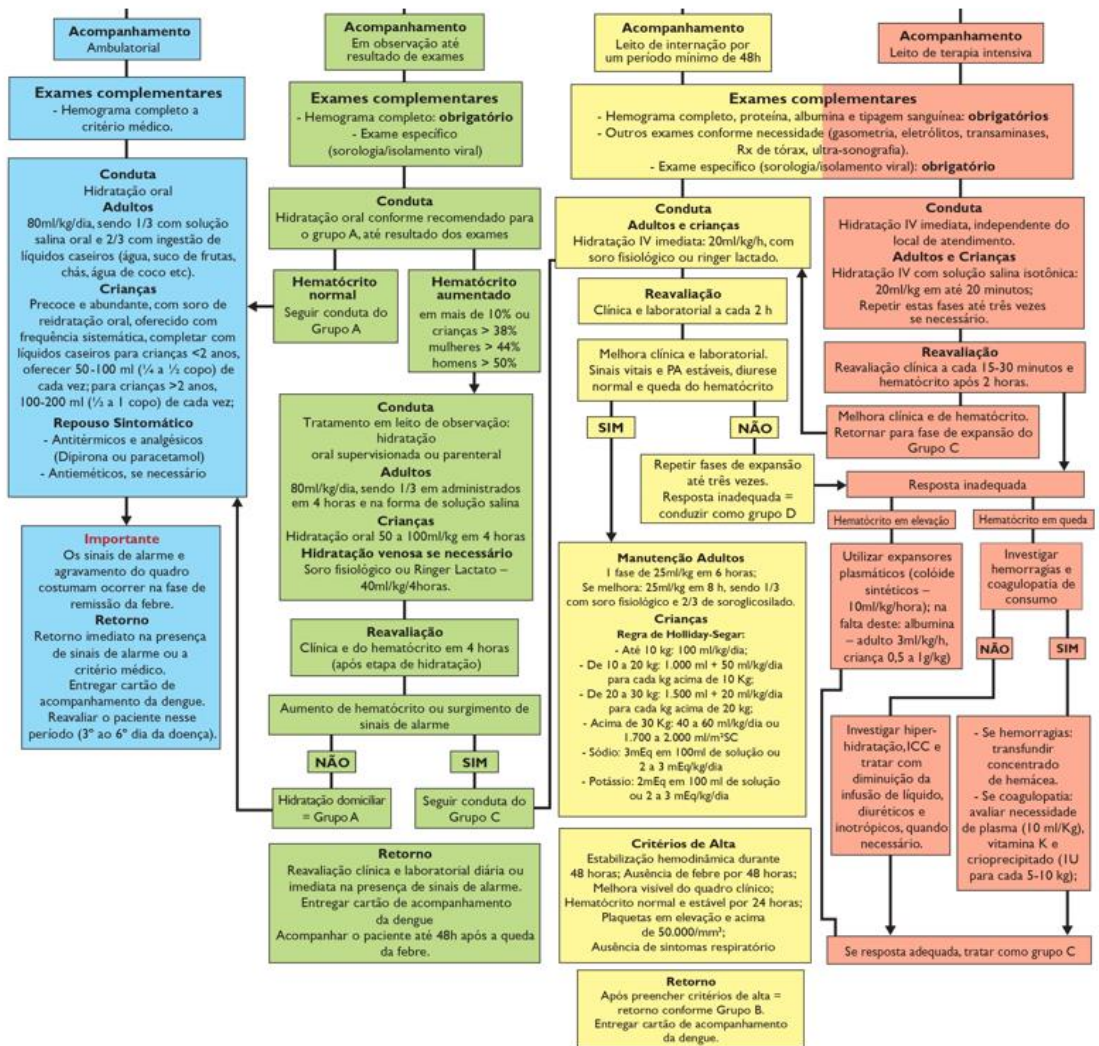 Acompanhamento
Ambulatorial
Exames complementares
- Hemograma completo a
critério médico.
Conduta
Hidratação oral
Adultos
80ml/kg/dia, sendo 1/3 com solução
salina oral e 2/3 com ingestão de
líquidos caseiros (água, suco de frutas,
chás, água de coco etc).
Crianças
Precoce e abundante, com soro de
reidratação oral, oferecido com
frequência sistemática, completar com
líquidos caseiros para crianças <2 anos,
oferecer 50-100 ml (¼ a ½ copo) de
cada vez; para crianças >2 anos,
100-200 ml (½ a 1 copo) de cada vez;
Repouso Sintomático
- Antitérmicos e analgésicos
(Dipirona ou paracetamol)
- Antieméticos, se necessário
Importante
Os sinais de alarme e
agravamento do quadro
costumam ocorrer na fase de
remissão da febre.
Retorno
Retorno imediato na presença
de sinais de alarme ou a
critério médico.
Entregar cartão de
acompanhamento da dengue.
Reavaliar o paciente nesse
período (3º ao 6º dia da doença).
Acompanhamento
Em observação até
resultado de exames
Exames complementares
- Hemograma completo: obrigatório
- Exame específico
(sorologia/isolamento viral)
Conduta
Hidratação oral conforme recomendado para
o grupo A, até resultado dos exames
Hematócrito
normal
Seguir conduta do
Grupo A
Hematócrito
aumentado
em mais de 10% ou
crianças > 38%
mulheres > 44%
homens > 50%
Conduta
Tratamento em leito de observação:
hidratação
oral supervisionada ou parenteral
Adultos
80ml/kg/dia, sendo 1/3 em administrados
em 4 horas e na forma de solução salina
Crianças
Hidratação oral 50 a 100ml/kg em 4 horas
Hidratação venosa se necessário
Soro fisiológico ou Ringer Lactato –
40ml/kg/4horas.
Reavaliação
Clínica e do hematócrito em 4 horas
(após etapa de hidratação)
Aumento de hematócrito ou surgimento de
sinais de alarme
NÃO
SIM
Hidratação domiciliar
= Grupo A
Seguir conduta do
Grupo C
Retorno
Reavaliação clínica e laboratorial diária ou
imediata na presença de sinais de alarme.
Entregar cartão de acompanhamento
da dengue
Acompanhar o paciente até 48h após a queda
da febre.
Acompanhamento
Leito de internação por
um período mínimo de 48h
Acompanhamento
Leito de terapia intensiva
Exames complementares
- Hemograma completo, proteína, albumina e tipagem sanguínea: obrigatórios
- Outros exames conforme necessidade (gasometría, eletrólitos, transaminases,
Rx de tórax, ultra-sonografia).
- Exame específico (sorologia/isolamento viral): obrigatório
Conduta
Adultos e crianças
Hidratação IV imediata: 20ml/kg/h, com
soro fisiológico ou ringer lactado.
Reavaliação
Clínica e laboratorial a cada 2 h
Melhora clínica e laboratorial.
Sinais vitais e PA estáveis, diurese
normal e queda do hematócrito
SIM
NÃO
Repetir fases de expansão
até três vezes.
Resposta inadequada =
conduzir como grupo D
Manutenção Adultos
1 fase de 25ml/kg em 6 horas;
Se melhora: 25ml/kg em 8 h, sendo 1/3
com soro fisiológico e 2/3 de soroglicosilado.
Crianças
Regra de Holliday-Segar:
- Até 10 kg: 100 ml/kg/dia;
- De 10 a 20 kg: 1.000 ml + 50 ml/kg/dia
para cada kg acima de 10 Kg;
- De 20 a 30 kg: 1.500 ml + 20 ml/kg/dia
para cada kg acima de 20 kg;
- Acima de 30 Kg: 40 a 60 ml/kg/dia ou
1.700 a 2.000 ml/m²SC
- Sódio: 3mEq em 100ml de solução ou
2 a 3 mEq/kg/dia
- Potássio: 2mEq em 100 ml de solução
ou 2 a 3 mEq/kg/dia
Critérios de Alta
Estabilização hemodinâmica durante
48 horas; Ausência de febre por 48 horas;
Melhora visível do quadro clínico;
Hematócrito normal e estável por 24 horas;
Plaquetas em elevação e acima
de 50.000/mm³;
Ausência de sintomas respiratório
Retorno
Após preencher critérios de alta =
retorno conforme Grupo B.
Entregar cartão de acompanhamento
da dengue.
Conduta
Hidratação IV imediata, independente do
local de atendimento.
Adultos e Crianças
Hidratação IV com solução salina isotônica:
20ml/kg em até 20 minutos;
Repetir estas fases até três vezes
se necessário.
Reavaliação
Reavaliação clínica a cada 15-30 minutos e
hematócrito após 2 horas.
Melhora clínica e de hematócrito.
Retornar para fase de expansão do
Grupo C
Resposta inadequada
Hematócrito em elevação
Hematócrito em queda
Utilizar expansores
plasmáticos (colóide
sintéticos –
10ml/kg/hora); na
falta deste: albumina
– adulto 3ml/kg/h,
criança 0,5 a 1g/kg)
Investigar
hemorragias e
coagulopatia de
consumo
NÃO
SIM
Investigar hiper-
hidratação, ICC e
tratar com
diminuição da
infusão de líquido,
diuréticos e
inotrópicos, quando
necessário.
- Se hemorragias:
transfundir
concentrado de
hemácea.
- Se coagulopatia:
avaliar necessidade
de plasma (10 ml/Kg),
vitamina K e
crioprecipitado (1U
para cada 5-10 kg);
Se resposta adequada, tratar como grupo C